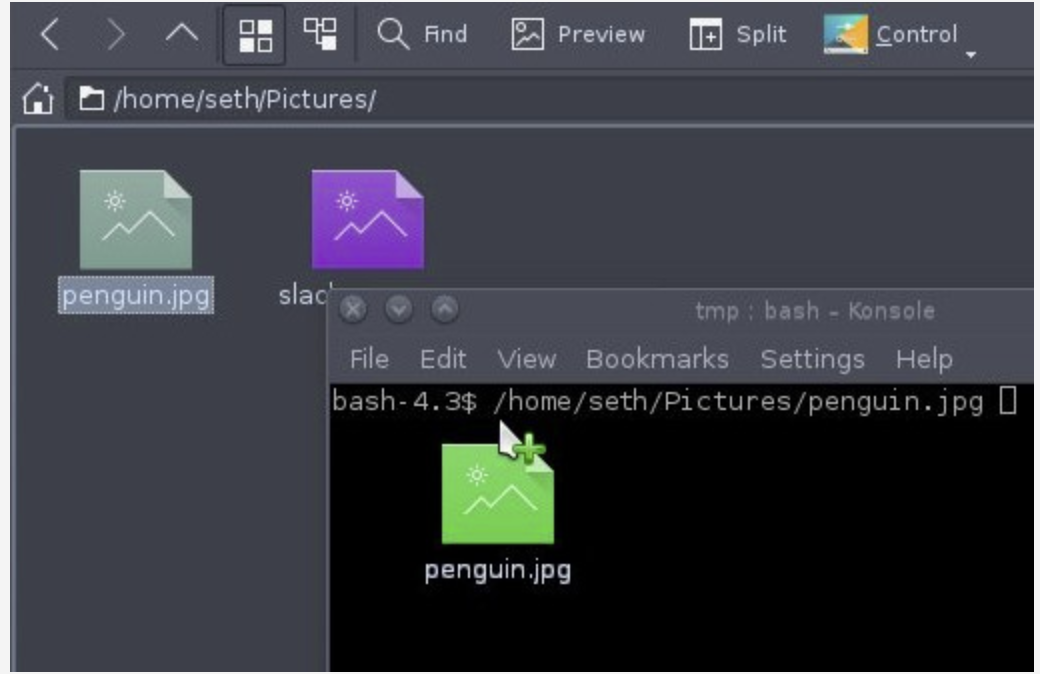 Find Preview Split Control
/home/seth/Pictures/
penguin.jpg
tmp : bash – Konsole
File Edit View Bookmarks Settings Help
bash-4.3$ /home/seth/Pictures/penguin.jpg
penguin.jpg